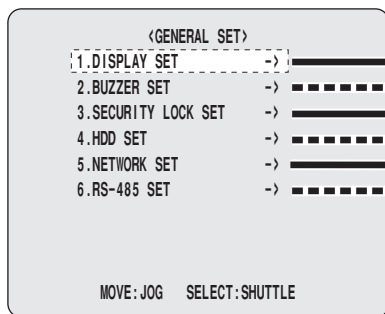 <GENERAL SET>
1.DISPLAY SET ->
2.BUZZER SET ->
3.SECURITY LOCK SET ->
4.HDD SET ->
5.NETWORK SET ->
6.RS-485 SET ->
MOVE:JOG SELECT:SHUTTLE